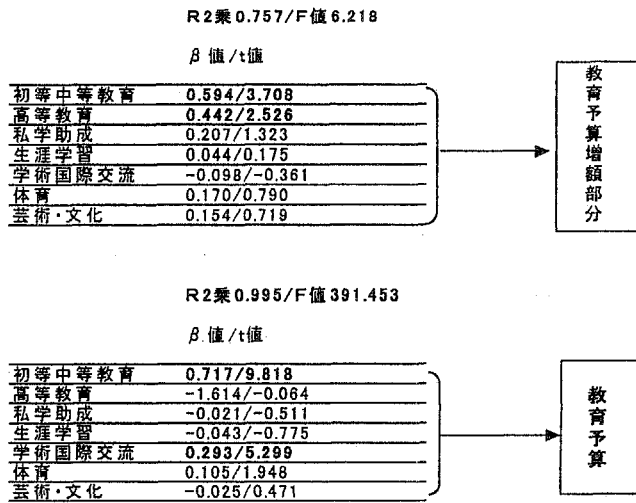 R2乗0.757/F値6.218
β値/t値
初等中等教育 0.594/3.708
高等教育 0.442/2.526
私学助成 0.207/1.323
生涯学習 0.044/0.175
学術国際交流 -0.098/-0.361
体育 0.170/0.790
芸術・文化 0.154/0.719
教育予算増額部分
R2乗0.995/F値391.453
β値/t値
初等中等教育 0.717/9.818
高等教育 -1.614/-0.064
私学助成 -0.021/-0.511
生涯学習 -0.043/-0.775
学術国際交流 0.293/5.299
体育 0.105/1.948
芸術・文化 -0.025/0.471
教育予算